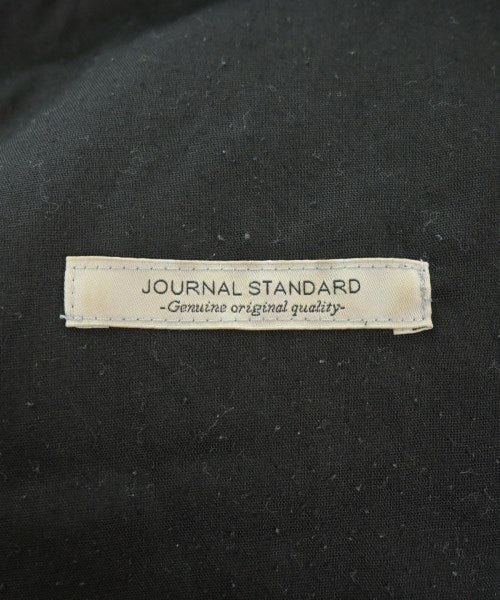 JOURNAL STANDARD
-Genuine original quality-